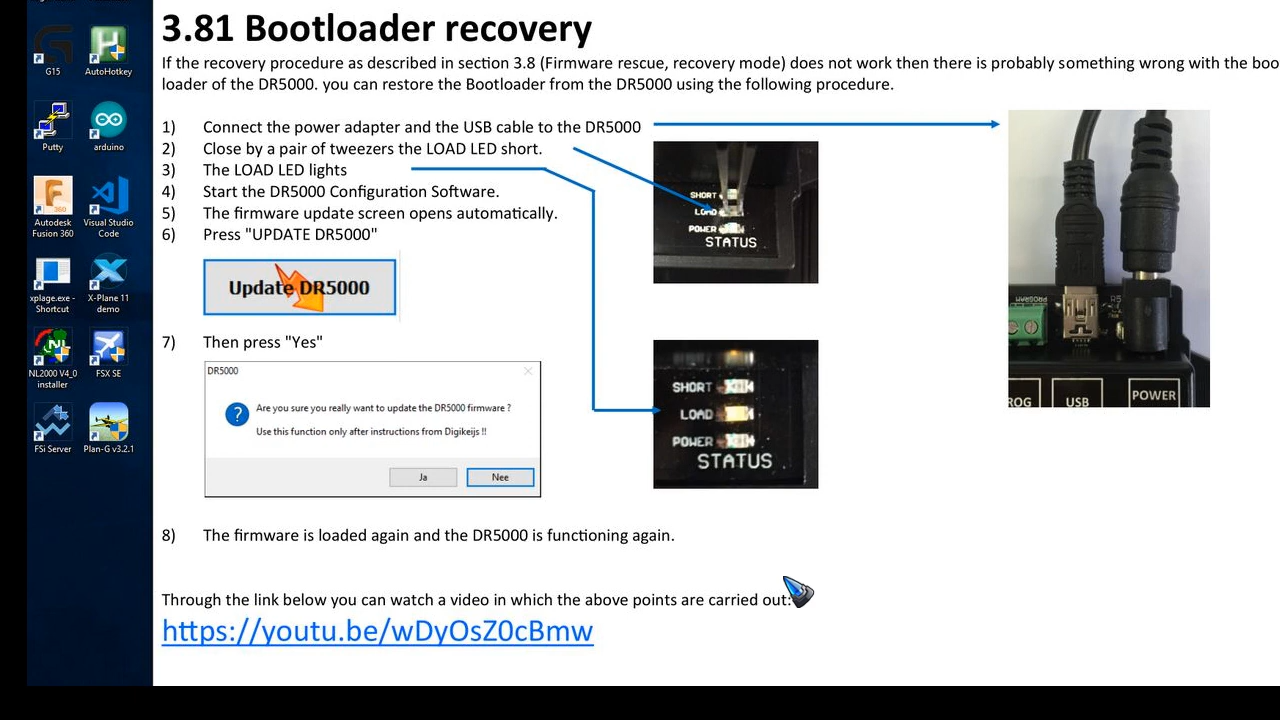 3.81 Bootloader recovery
If the recovery procedure as described in section 3.8 (Firmware rescue, recovery mode) does not work then there is probably something wrong with the boo
loader of the DR5000. you can restore the Bootloader from the DR5000 using the following procedure.
1) Connect the power adapter and the USB cable to the DR5000
2) Close by a pair of tweezers the LOAD LED short.
3) The LOAD LED lights
4) Start the DR5000 Configuration Software.
5) The firmware update screen opens automatically.
6) Press "UPDATE DR5000"
Update DR5000
7) Then press "Yes"
DR5000
Are you sure you really want to update the DR5000 firmware ?
Use this function only after instructions from Digikeijs !!
Ja
Nee
8) The firmware is loaded again and the DR5000 is functioning again.
Through the link below you can watch a video in which the above points are carried out:
https://youtu.be/wDyOsZ0cBmw
SHORT
LOAD
POWER
STATUS
SHORT
LOAD
POWER
STATUS
PROGRAM
ROG
USB
POWER
G15
AutoHotkey
Putty
arduino
Autodesk
Fusion 360
Visual Studio
Code
xplage.exe -
Shortcut
X-Plane 11
demo
NL2000 V4_0
installer
FSX SE
FSi Server
Plan-G v3.2.1